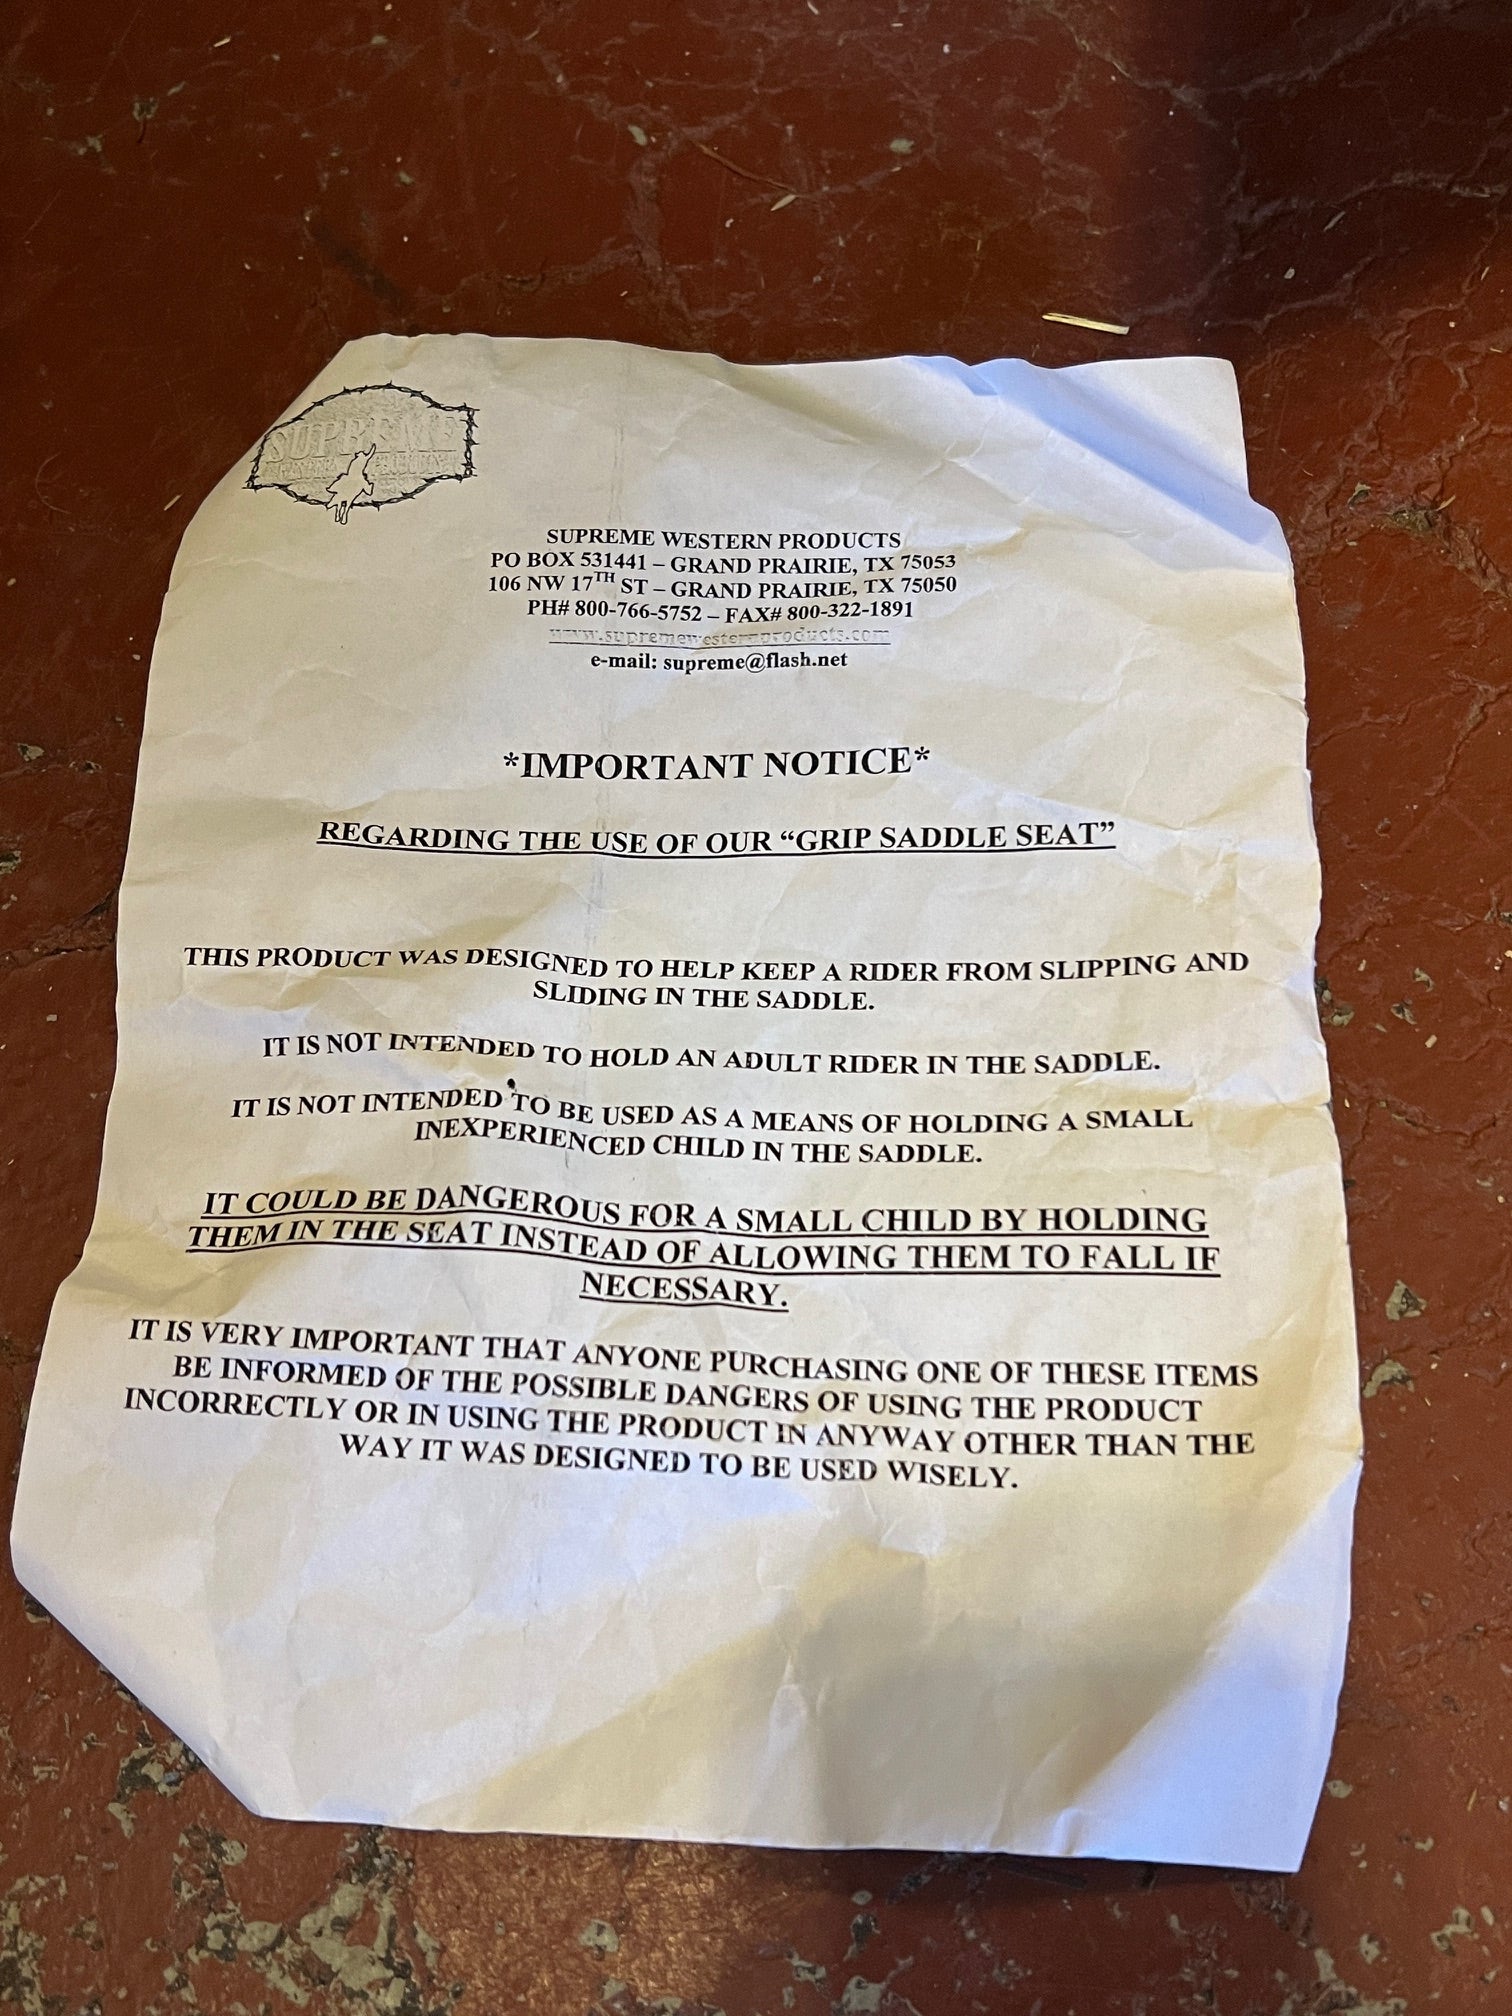 SUPREME
SUPREME WESTERN PRODUCTS
PO BOX 531441 – GRAND PRAIRIE, TX 75053
106 NW 17TH ST – GRAND PRAIRIE, TX 75050
PH# 800-766-5752 – FAX# 800-322-1891
www.supremewesternproducts.com
e-mail: supreme@flash.net
*IMPORTANT NOTICE*
REGARDING THE USE OF OUR “GRIP SADDLE SEAT”
THIS PRODUCT WAS DESIGNED TO HELP KEEP A RIDER FROM SLIPPING AND
SLIDING IN THE SADDLE.
IT IS NOT INTENDED TO HOLD AN ADULT RIDER IN THE SADDLE.
IT IS NOT INTENDED TO BE USED AS A MEANS OF HOLDING A SMALL
INEXPERIENCED CHILD IN THE SADDLE.
IT COULD BE DANGEROUS FOR A SMALL CHILD BY HOLDING
THEM IN THE SEAT INSTEAD OF ALLOWING THEM TO FALL IF
NECESSARY.
IT IS VERY IMPORTANT THAT ANYONE PURCHASING ONE OF THESE ITEMS
BE INFORMED OF THE POSSIBLE DANGERS OF USING THE PRODUCT
INCORRECTLY OR IN USING THE PRODUCT IN ANYWAY OTHER THAN THE
WAY IT WAS DESIGNED TO BE USED WISELY.